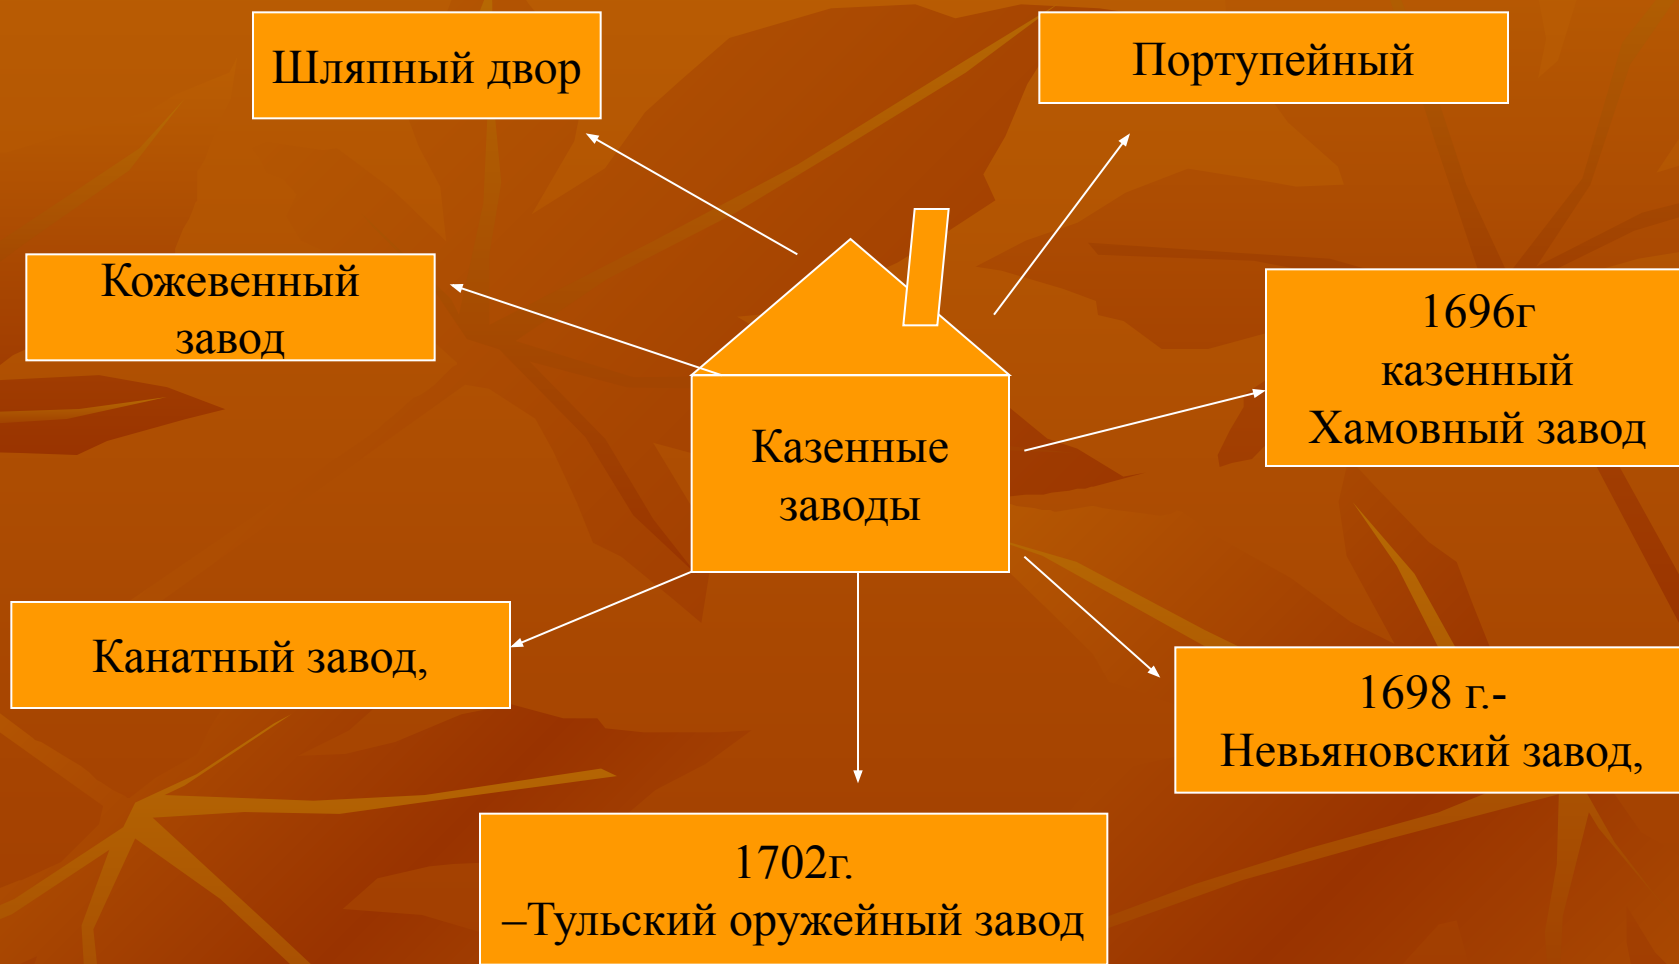 Шляпный двор
Портупейный
Кожевенный
завод
1696г
казенный
Хамовный завод
Казенные
заводы
Канатный завод,
1698 г.-
Невьяновский завод,
1702г.
–Тульский оружейный завод